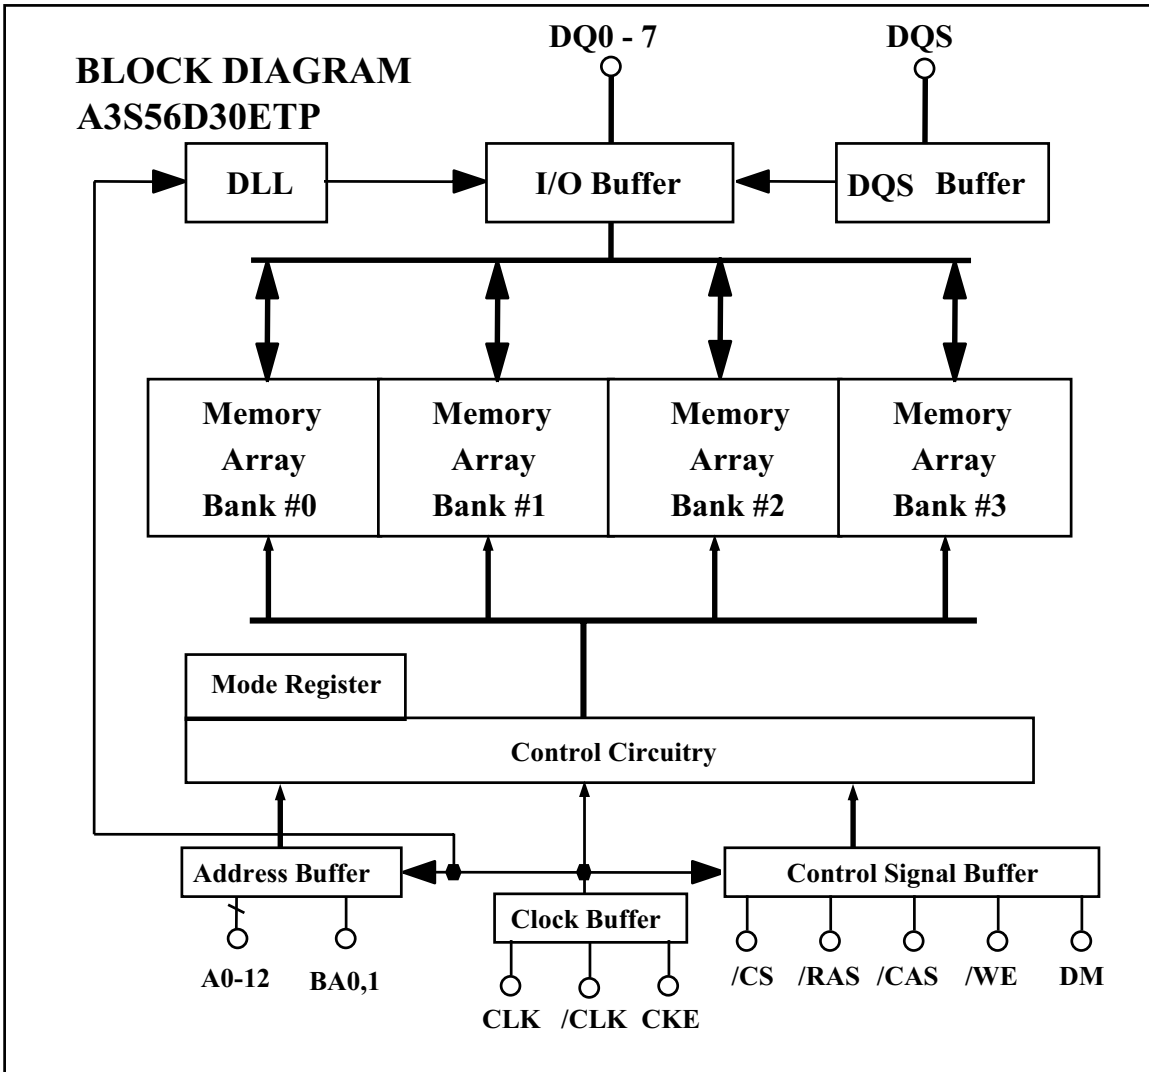 DQ0 - 7
DQS
BLOCK DIAGRAM
A3S56D30ETP
DLL
I/O Buffer
DQS Buffer
Memory
Array
Bank #0
Memory
Array
Bank #1
Memory
Array
Bank #2
Memory
Array
Bank #3
Mode Register
Control Circuitry
Address Buffer
Clock Buffer
Control Signal Buffer
A0-12
BA0,1
CLK
/CLK
CKE
/CS
/RAS
/CAS
/WE
DM